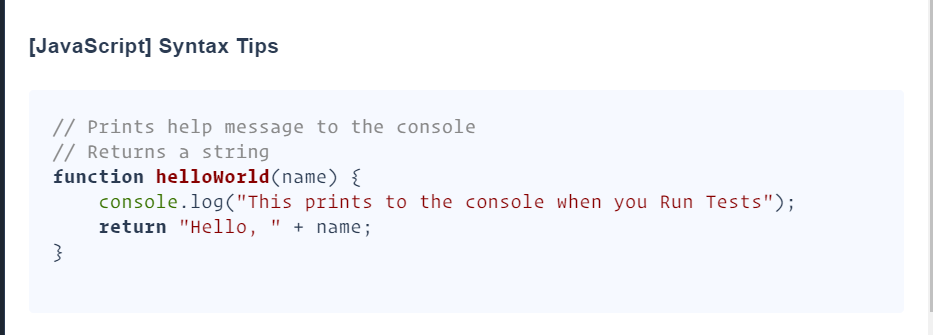 [JavaScript] Syntax Tips
// Prints help message to the console
// Returns a string
function helloWorld(name) {
    console.log("This prints to the console when you Run Tests");
    return "Hello, " + name;
}